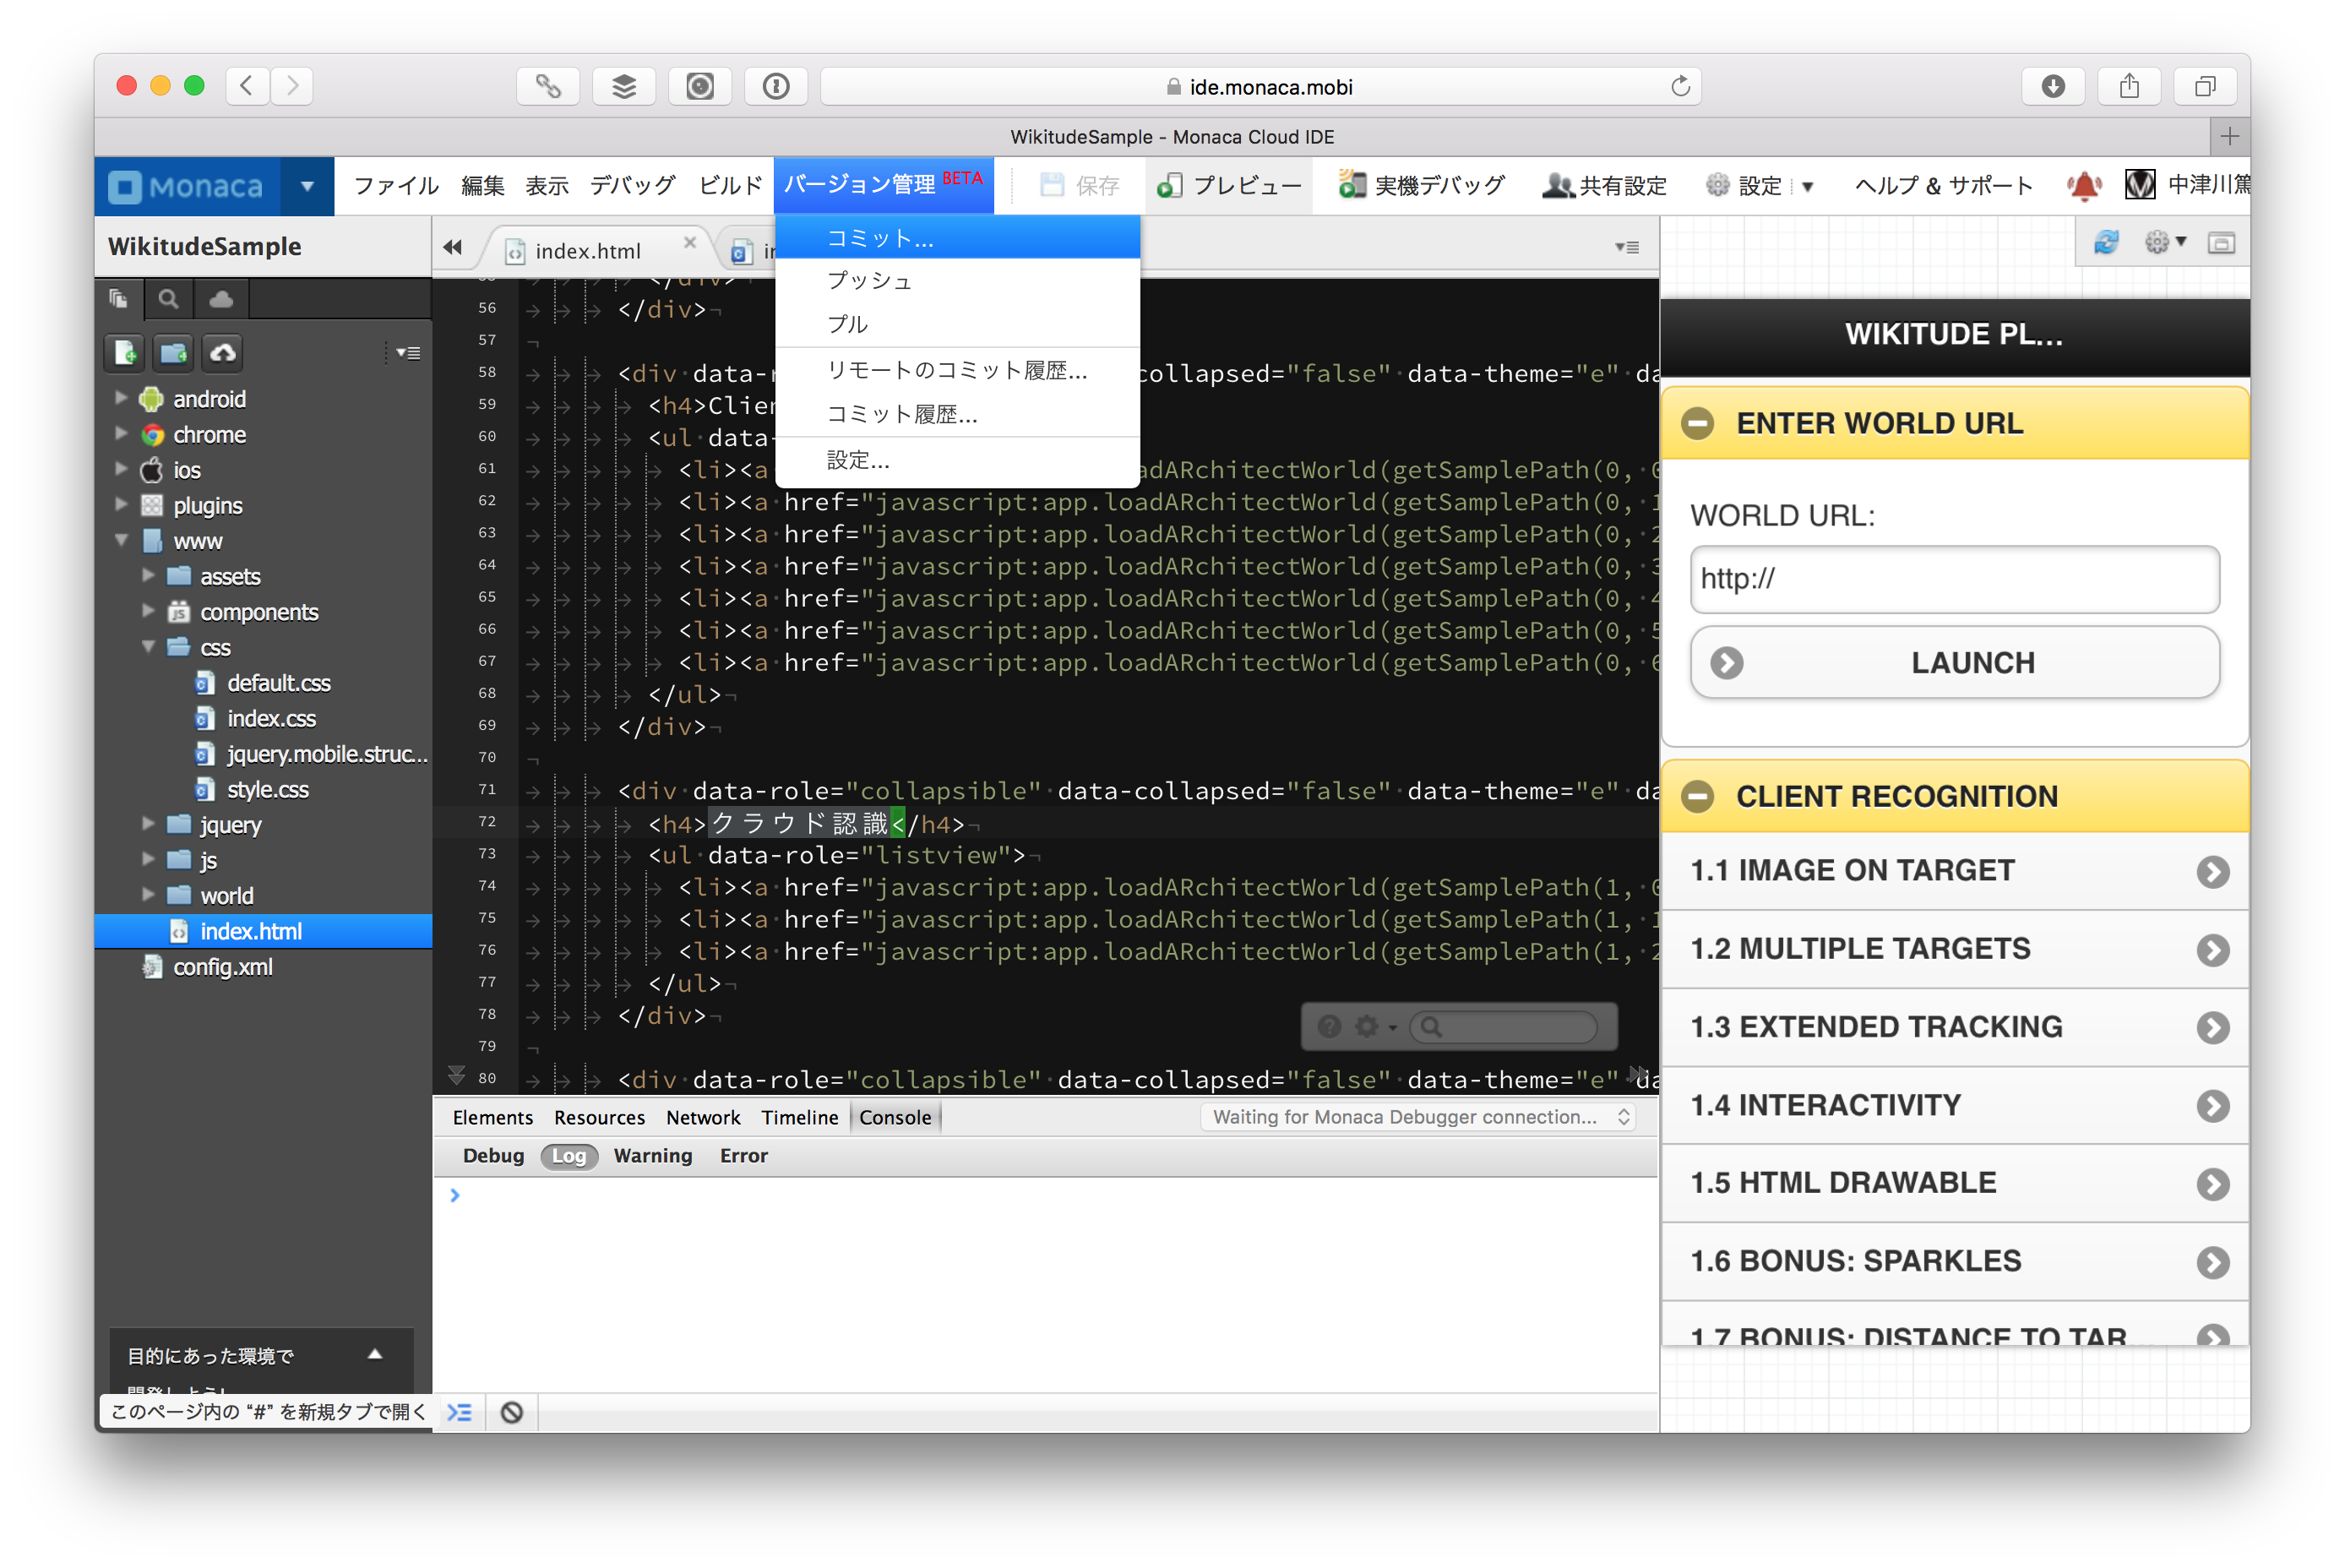 ide.monaca.mobi
WikitudeSample - Monaca Cloud IDE
Monaca ファイル 編集 表示 デバッグ ビルド バージョン管理 BETA 保存 プレビュー 実機デバッグ 共有設定 設定 ヘルプ & サポート 中津川篤
WikitudeSample
index.html
コミット...
プッシュ
プル
リモートのコミット履歴...
コミット履歴...
設定...
android
chrome
ios
plugins
www
assets
components
css
default.css
index.css
jquery.mobile.struc...
style.css
jquery
js
world
index.html
config.xml
目的にあった環境で
開発しよう!
このページ内の “#” を新規タブで開く
56 </div>
57
58 <div data-r collapsed="false" data-theme="e" da
59 <h4>Clien
60 <ul data-
61 <li><a adARchitectWorld(getSamplePath(0, 0
62 <li><a href="javascript:app.loadARchitectWorld(getSamplePath(0, 1
63 <li><a href="javascript:app.loadARchitectWorld(getSamplePath(0, 2
64 <li><a href="javascript:app.loadARchitectWorld(getSamplePath(0, 3
65 <li><a href="javascript:app.loadARchitectWorld(getSamplePath(0, 4
66 <li><a href="javascript:app.loadARchitectWorld(getSamplePath(0, 5
67 <li><a href="javascript:app.loadARchitectWorld(getSamplePath(0, 6
68 </ul>
69 </div>
70
71 <div data-role="collapsible" data-collapsed="false" data-theme="e" da
72 <h4>クラウド認識</h4>
73 <ul data-role="listview">
74 <li><a href="javascript:app.loadARchitectWorld(getSamplePath(1, 0
75 <li><a href="javascript:app.loadARchitectWorld(getSamplePath(1, 1
76 <li><a href="javascript:app.loadARchitectWorld(getSamplePath(1, 2
77 </ul>
78 </div>
79
80 <div data-role="collapsible" data-collapsed="false" data-theme="e" da
Elements Resources Network Timeline Console Waiting for Monaca Debugger connection...
Debug Log Warning Error
WIKITUDE PL...
ENTER WORLD URL
WORLD URL:
http://
LAUNCH
CLIENT RECOGNITION
1.1 IMAGE ON TARGET
1.2 MULTIPLE TARGETS
1.3 EXTENDED TRACKING
1.4 INTERACTIVITY
1.5 HTML DRAWABLE
1.6 BONUS: SPARKLES
1.7 BONUS: DISTANCE TO TAR...